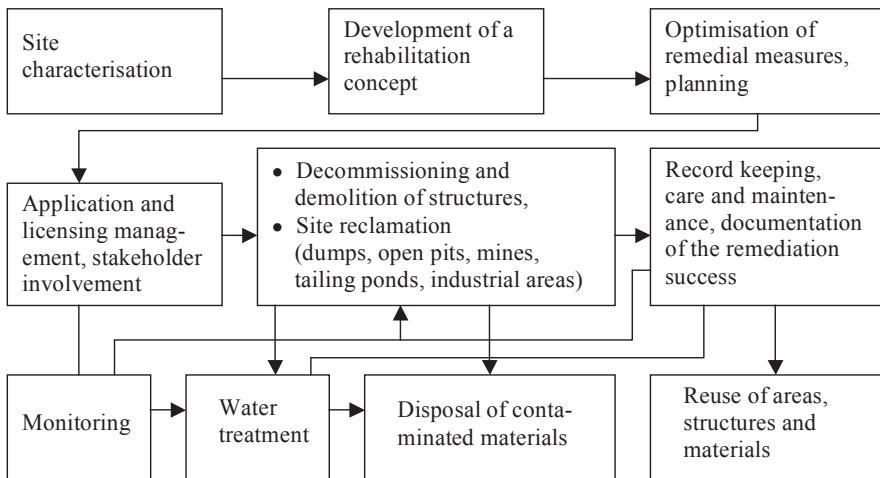 Site
characterisation
Development of a
rehabilitation
concept
Optimisation of
remedial measures,
planning
Application and
licensing manag-
ement, stakeholder
involvement
• Decommissioning and
demolition of structures,
• Site reclamation
(dumps, open pits, mines,
tailing ponds, industrial areas)
Record keeping,
care and mainten-
ance, documentation
of the remediation
success
Monitoring
Water
treatment
Disposal of conta-
minated materials
Reuse of areas,
structures and
materials